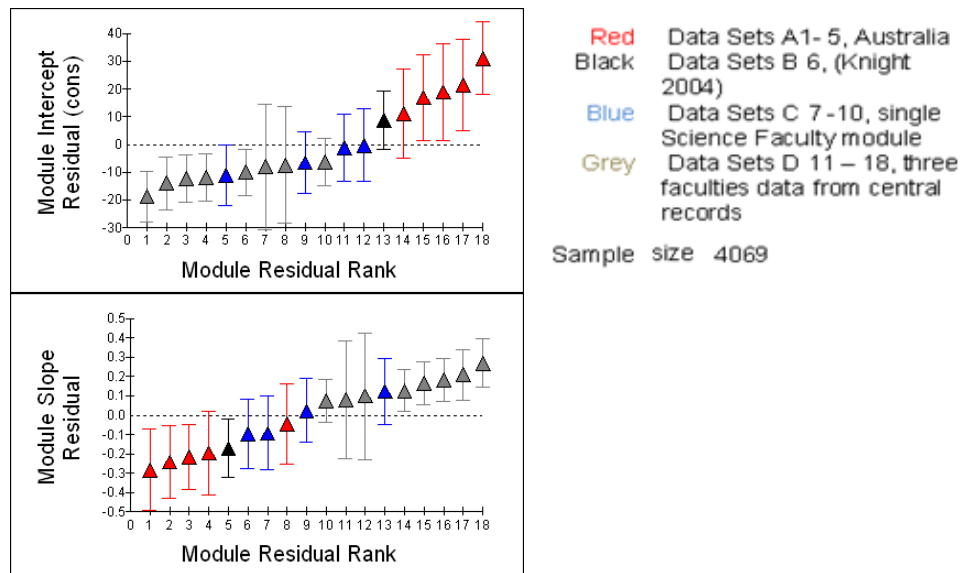 40
30
20
10
0
-10
-20
-30
Module Intercept
Residual (cons)
0 1 2 3 4 5 6 7 8 9 10 11 12 13 14 15 16 17 18
Module Residual Rank
0.5
0.4
0.3
0.2
0.1
0.0
-0.1
-0.2
-0.3
-0.4
-0.5
Module Slope
Residual
0 1 2 3 4 5 6 7 8 9 10 11 12 13 14 15 16 17 18
Module Residual Rank
Red Data Sets A1- 5, Australia
Black Data Sets B 6, (Knight
2004)
Blue Data Sets C 7 -10, single
Science Faculty module
Grey Data Sets D 11 – 18, three
faculties data from central
records
Sample size 4069